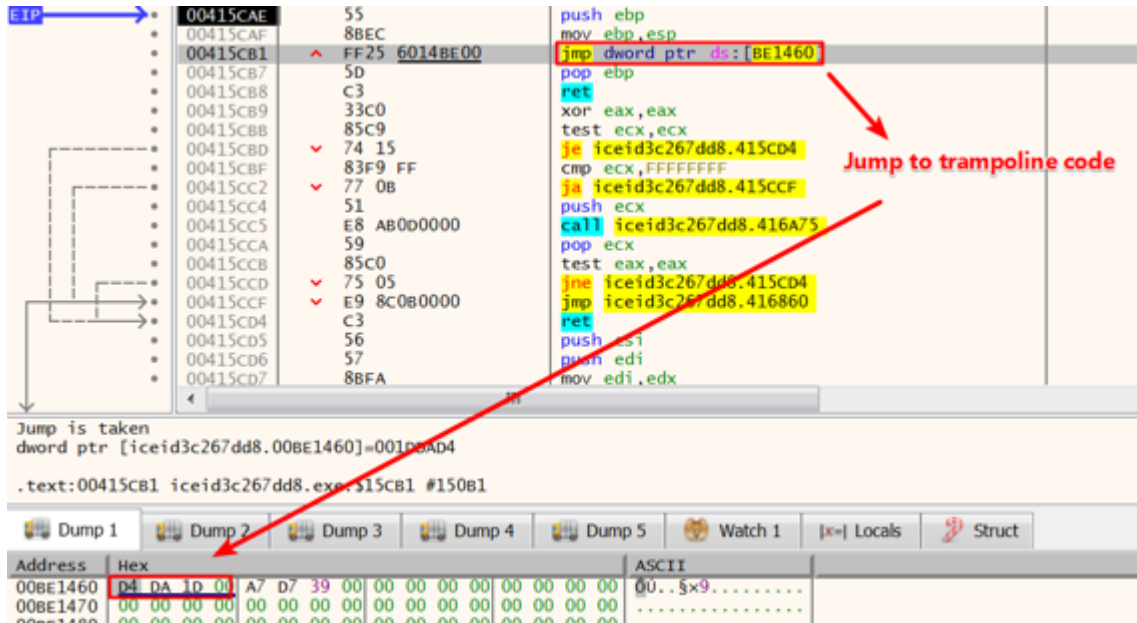 EIP 00415CAE 55 push ebp
00415CAF 8BEC mov ebp,esp
00415CB1 FF25 6014BE00 jmp dword ptr ds:[BE1460]
00415CB7 5D pop ebp
00415CB8 C3 ret
00415CB9 33C0 xor eax,eax
00415CBB 85C9 test ecx,ecx
00415CBD 74 15 je iceid3c267dd8.415CD4
00415CBF 83F9 FF cmp ecx,FFFFFFFF
00415CC2 77 0B ja iceid3c267dd8.415CCF
00415CC4 51 push ecx
00415CC5 E8 AB0D0000 call iceid3c267dd8.416A75
00415CCA 59 pop ecx
00415CCB 85C0 test eax,eax
00415CCD 75 05 jne iceid3c267dd8.415CD4
00415CCF E9 8C0B0000 jmp iceid3c267dd8.416860
00415CD4 C3 ret
00415CD5 56 push esi
00415CD6 57 push edi
00415CD7 8BFA mov edi,edx
Jump to trampoline code
Jump is taken
dword ptr [iceid3c267dd8.00BE1460]=001DDAD4
.text:00415CB1 iceid3c267dd8.exe:$15CB1 #150B1
Dump 1 Dump 2 Dump 3 Dump 4 Dump 5 Watch 1 [x=] Locals Struct
Address Hex ASCII
00BE1460 D4 DA 1D 00 A7 D7 39 00 00 00 00 00 00 00 00 00 ÔÚ..§×9.........
00BE1470 00 00 00 00 00 00 00 00 00 00 00 00 00 00 00 00 ................